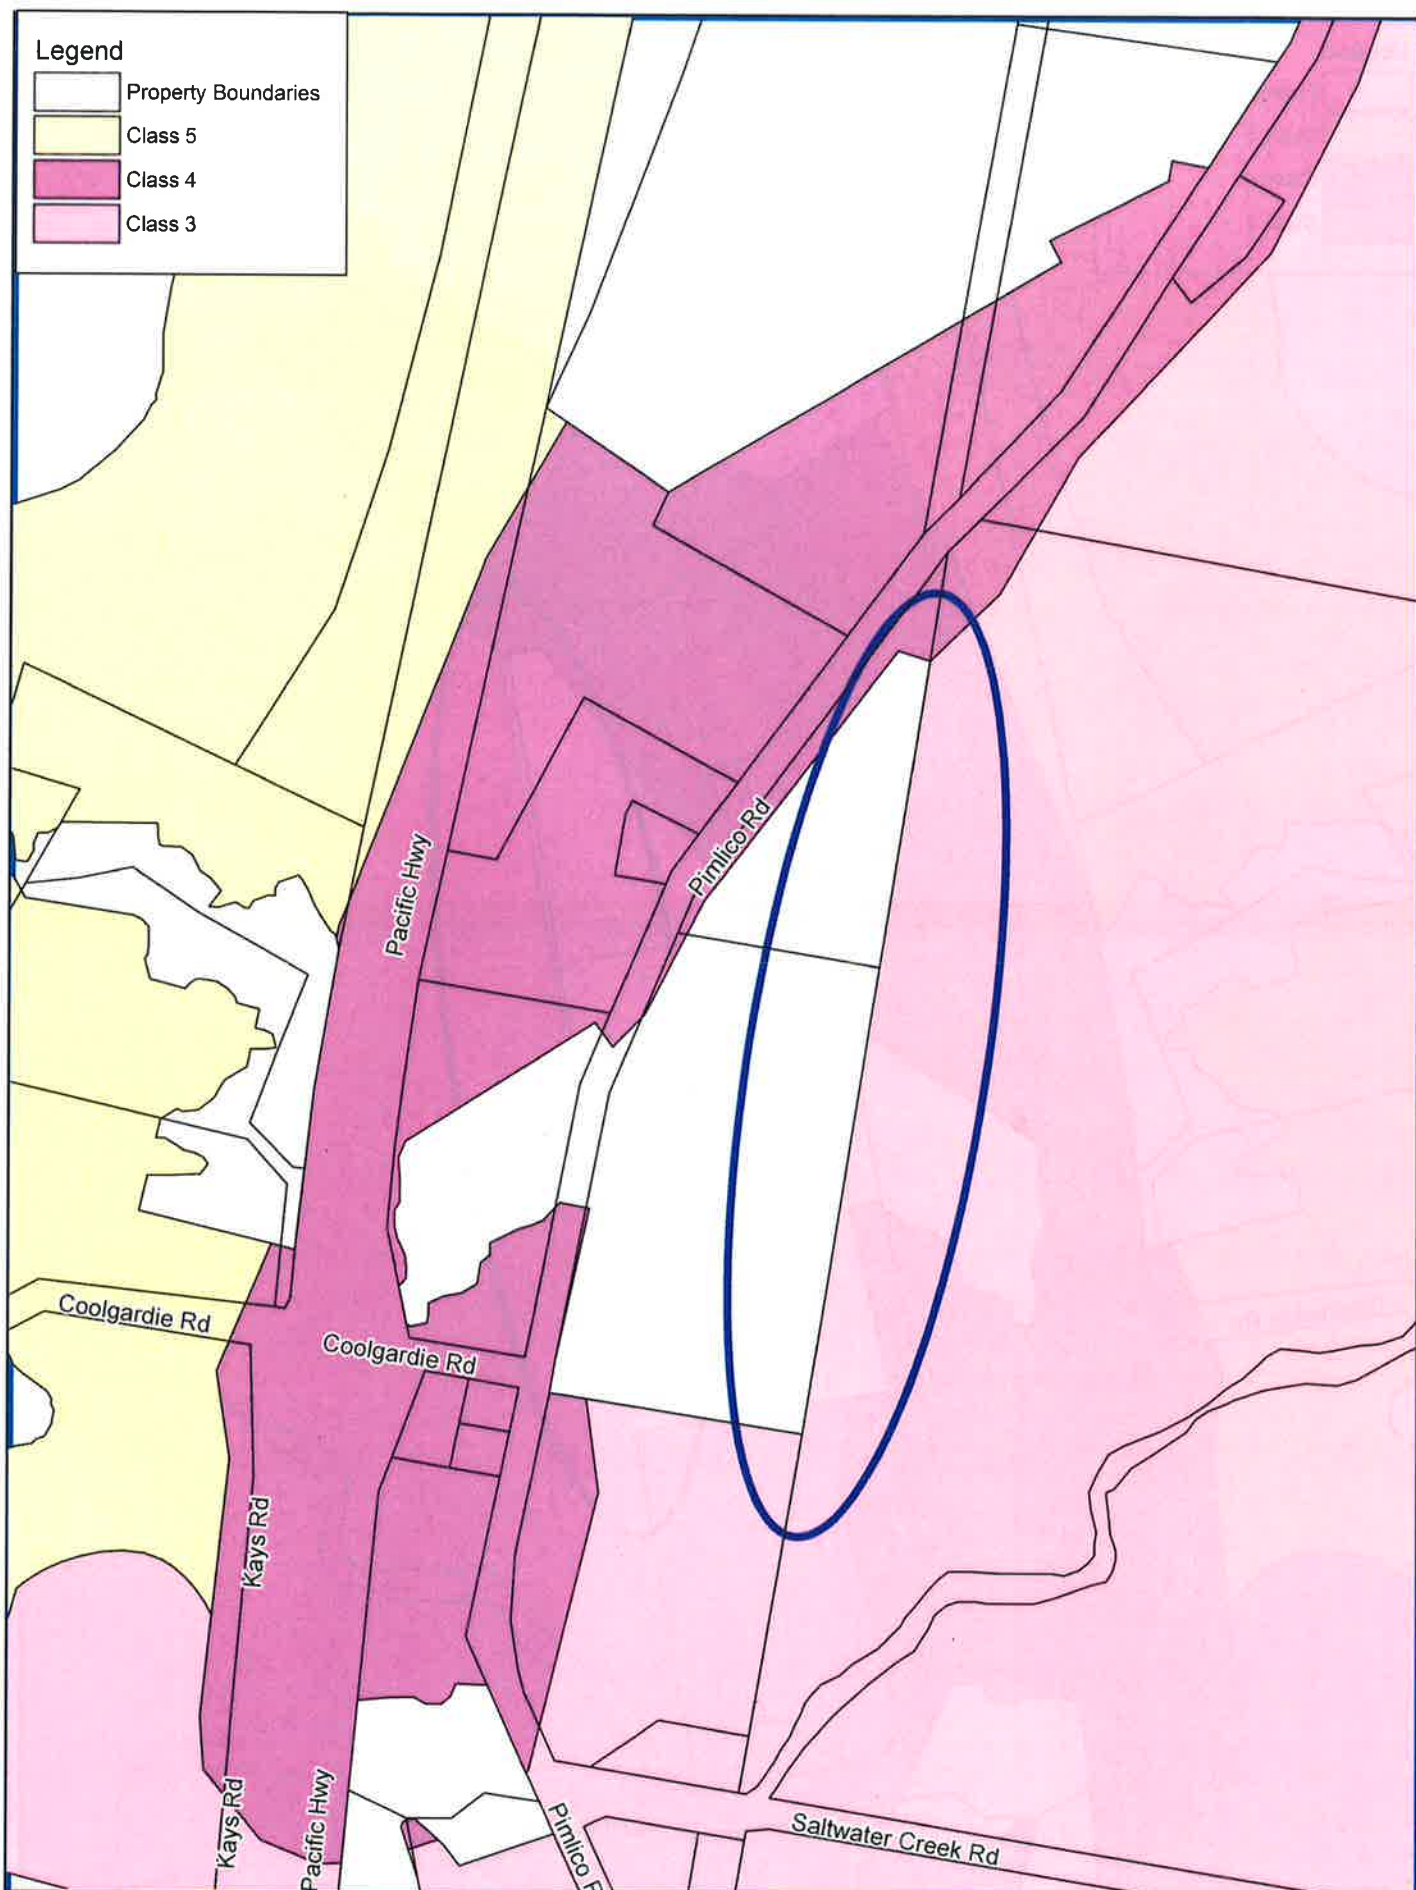 Legend
Property Boundaries
Class 5
Class 4
Class 3
Pacific Hwy
Pimlico Rd
Coolgardie Rd
Coolgardie Rd
Kays Rd
Kays Rd
Pacific Hwy
Pimlico R
Saltwater Creek Rd